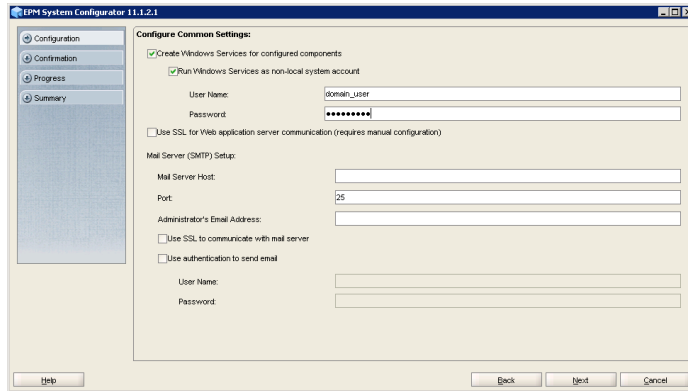 EPM System Configurator 11.1.2.1
Configuration
Confirmation
Progress
Summary
Configure Common Settings:
Create Windows Services for configured components
Run Windows Services as non-local system account
User Name: domain_user
Password: •••••••••
Use SSL for Web application server communication (requires manual configuration)
Mail Server (SMTP) Setup:
Mail Server Host:
Port: 25
Administrator's Email Address:
Use SSL to communicate with mail server
Use authentication to send email
User Name:
Password:
Help Back Next Cancel